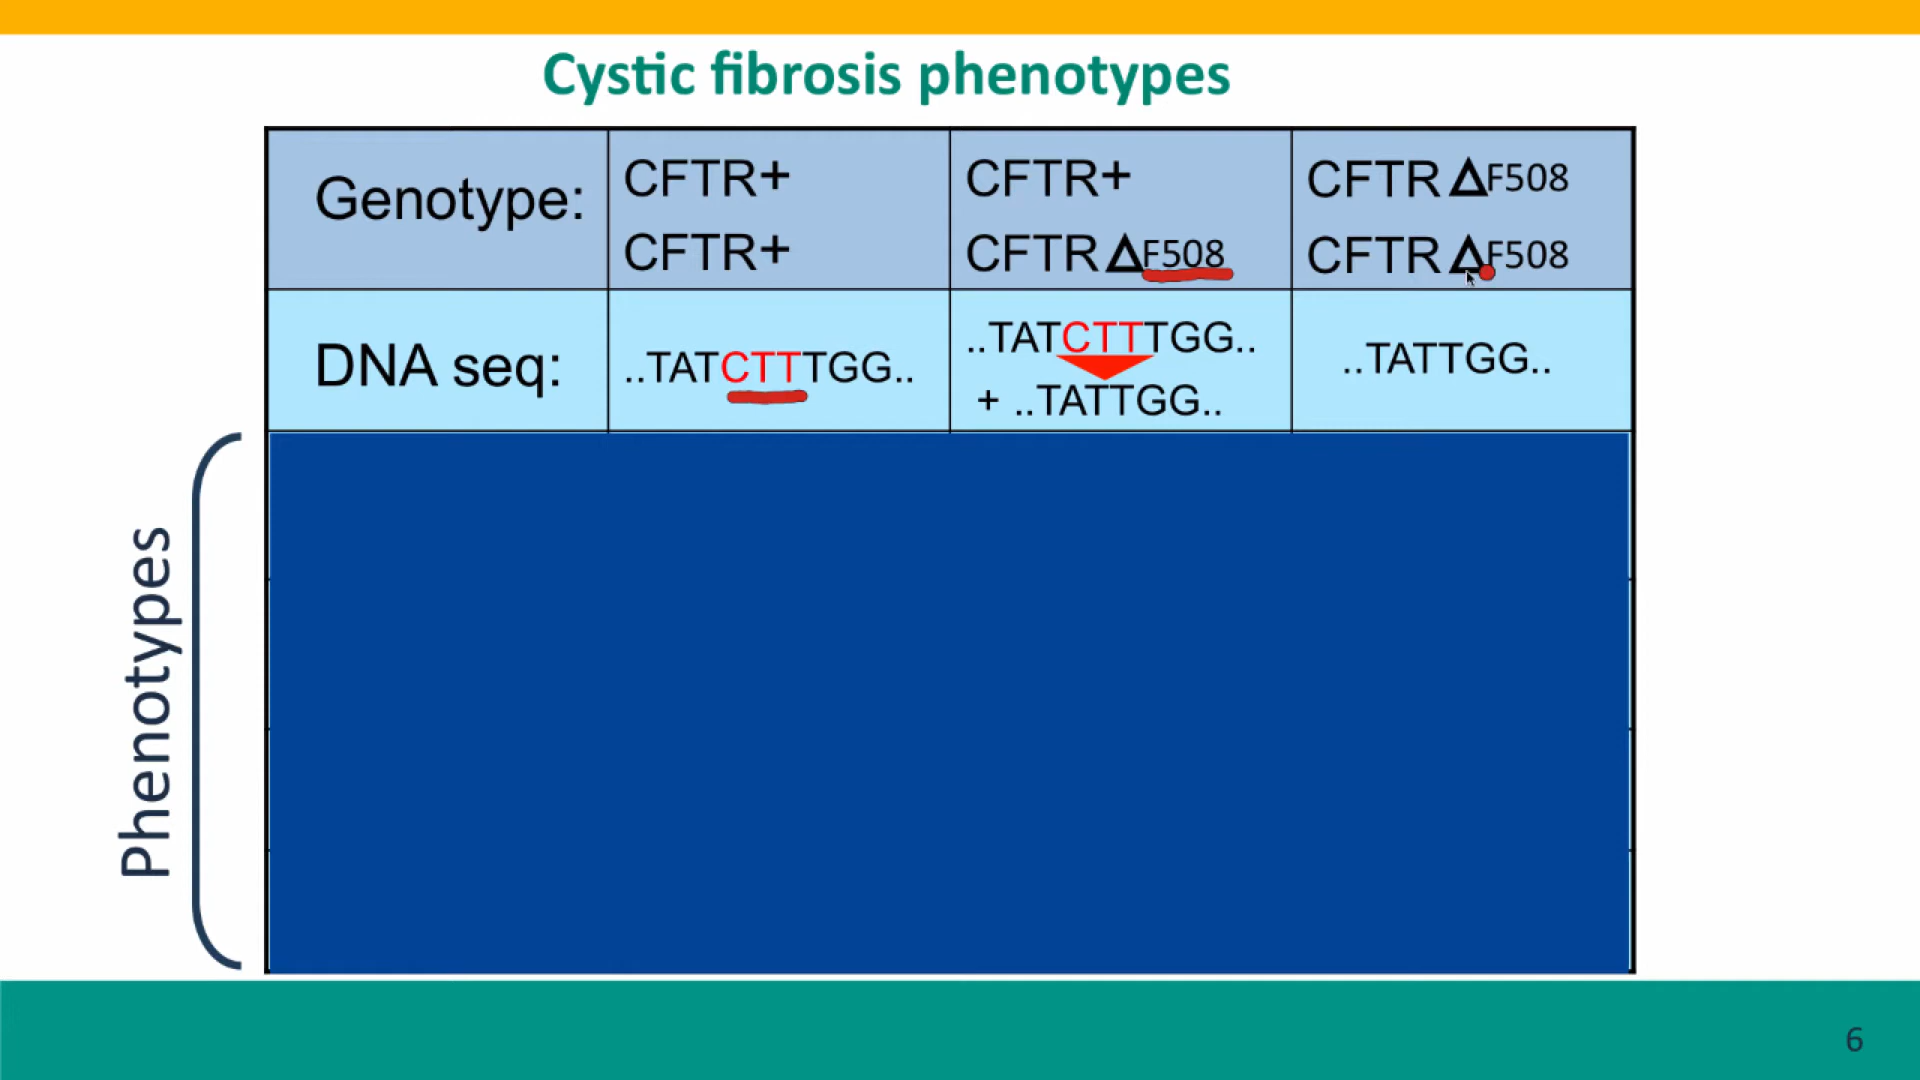 Cystic fibrosis phenotypes
Genotype:
CFTR+
CFTR+
CFTR+
CFTR ΔF508
CFTR ΔF508
CFTR ΔF508
DNA seq:
..TATCTTTGG..
..TATCTTTGG..
+ ..TATTGG..
..TATTGG..
Phenotypes
6